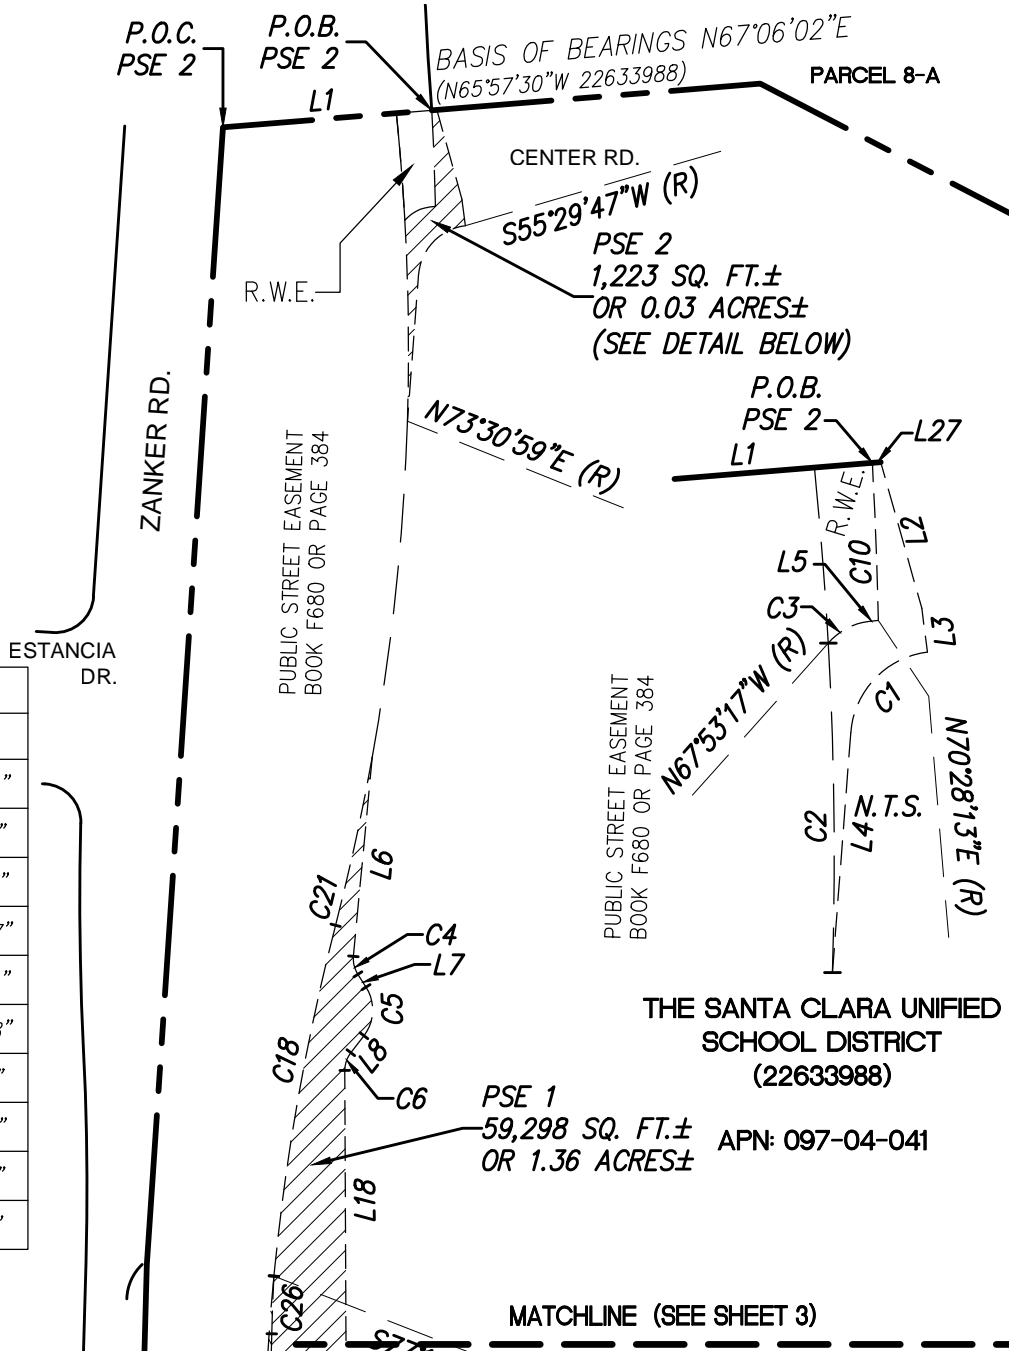 P.O.C.
PSE 2
P.O.B.
PSE 2
BASIS OF BEARINGS N67°06'02"E
(N65°57'30"W 22633988)
PARCEL 8-A
L1
CENTER RD.
S55°29'47"W (R)
R.W.E.
PSE 2
1,223 SQ. FT.±
OR 0.03 ACRES±
(SEE DETAIL BELOW)
ZANKER RD.
N73°30'59"E (R)
PUBLIC STREET EASEMENT
BOOK F680 OR PAGE 384
P.O.B.
PSE 2
L27
L1
R.W.E.
C10
L2
L5
C3
L3
C1
N67°53'17"W (R)
N70°28'13"E (R)
C2
L4
N.T.S.
PUBLIC STREET EASEMENT
BOOK F680 OR PAGE 384
ESTANCIA
DR.
"
"
"
"
"
"
"
"
"
"
L6
C21
C4
L7
C5
C18
L8
C6
THE SANTA CLARA UNIFIED
SCHOOL DISTRICT
(22633988)
PSE 1
59,298 SQ. FT.±
OR 1.36 ACRES±
APN: 097-04-041
L18
C26
MATCHLINE (SEE SHEET 3)